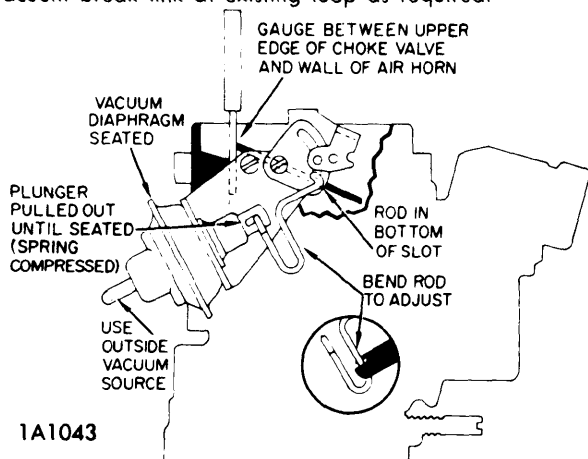 vacuum break link at existing loop as required.
GAUGE BETWEEN UPPER
EDGE OF CHOKE VALVE
AND WALL OF AIR HORN
VACUUM
DIAPHRAGM
SEATED
PLUNGER
PULLED OUT
UNTIL SEATED
(SPRING
COMPRESSED)
ROD IN
BOTTOM
OF SLOT
BEND ROD
TO ADJUST
USE
OUTSIDE
VACUUM
SOURCE
1A1043